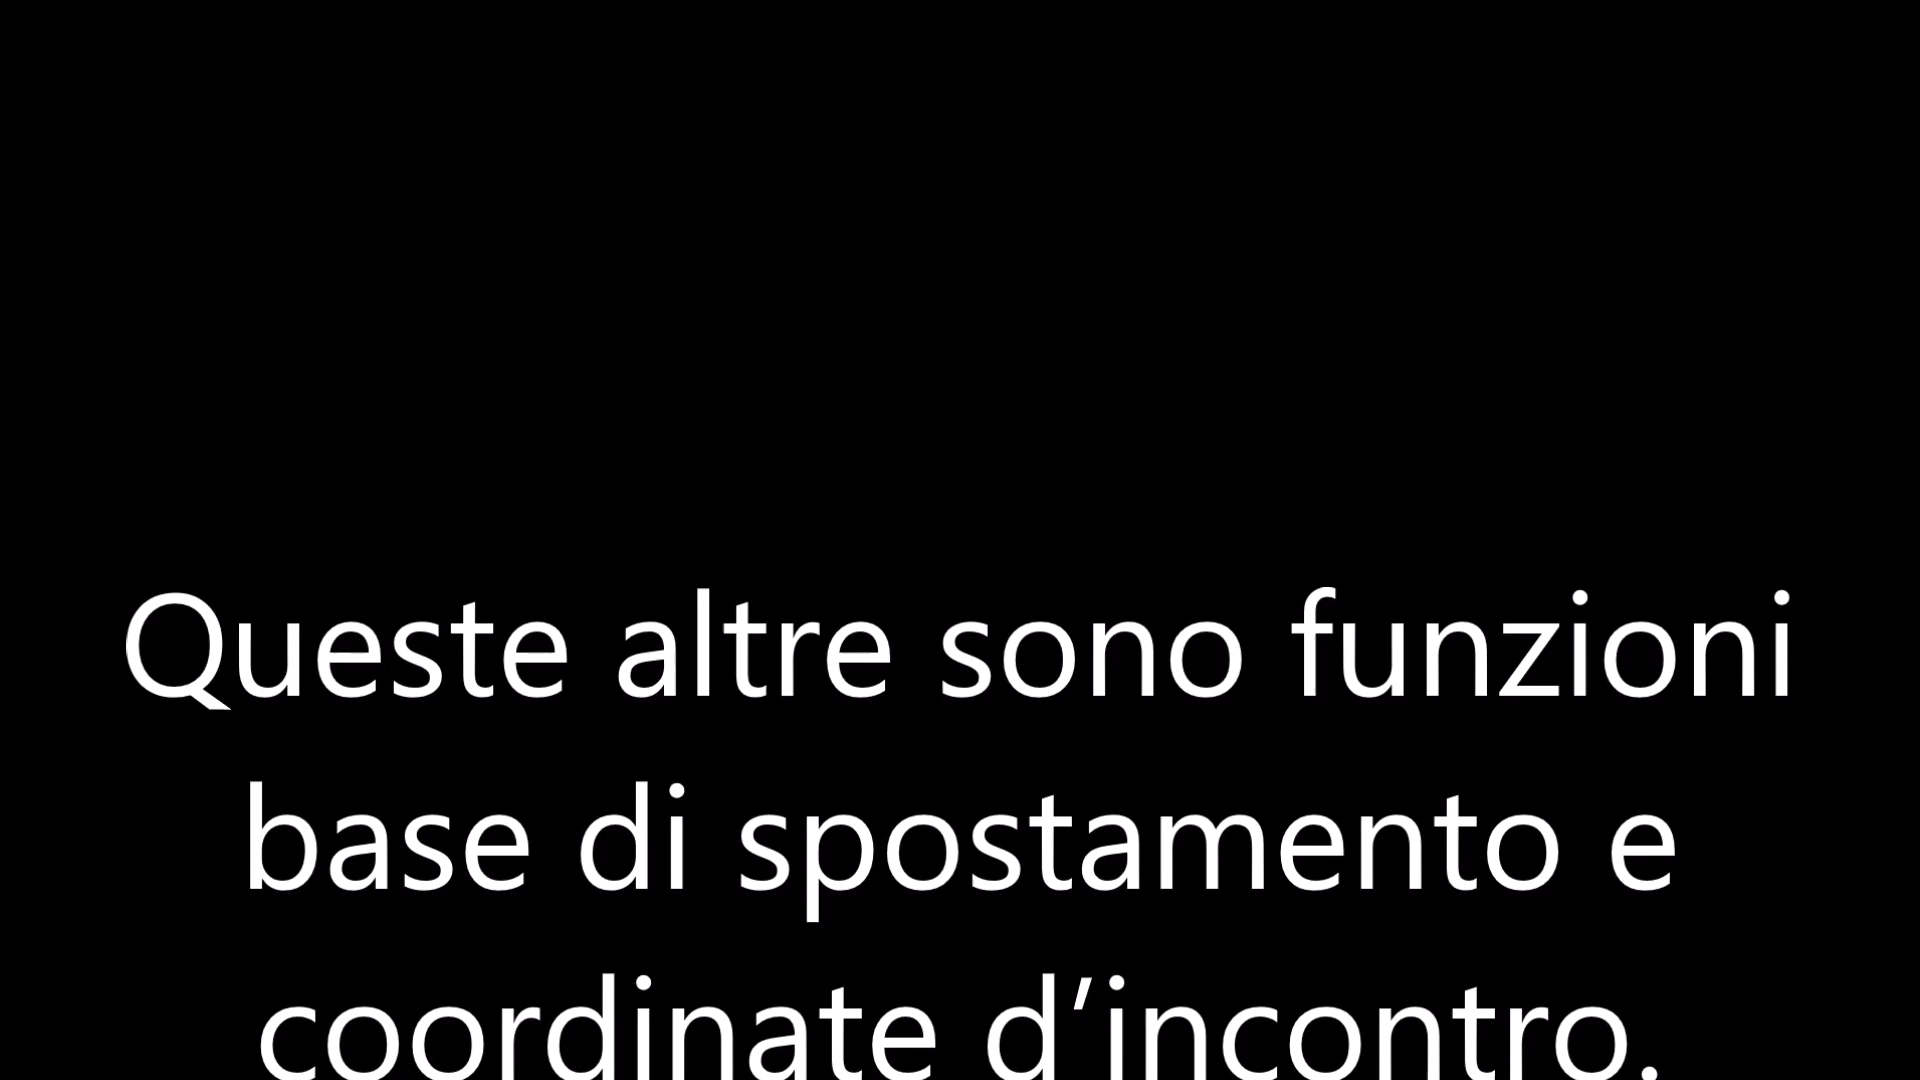 Queste altre sono funzioni
base di spostamento e
coordinate d’incontro.